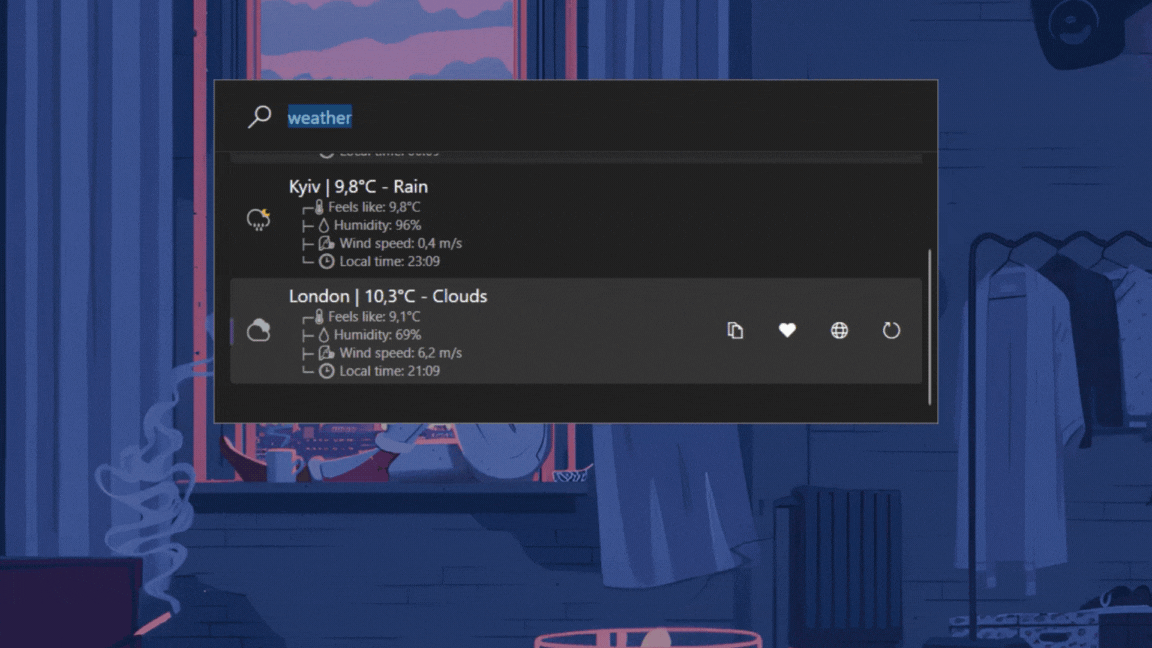 weather
Kyiv | 9,8°C - Rain
Feels like: 9,8°C
Humidity: 96%
Wind speed: 0,4 m/s
Local time: 23:09
London | 10,3°C - Clouds
Feels like: 9,1°C
Humidity: 69%
Wind speed: 6,2 m/s
Local time: 21:09